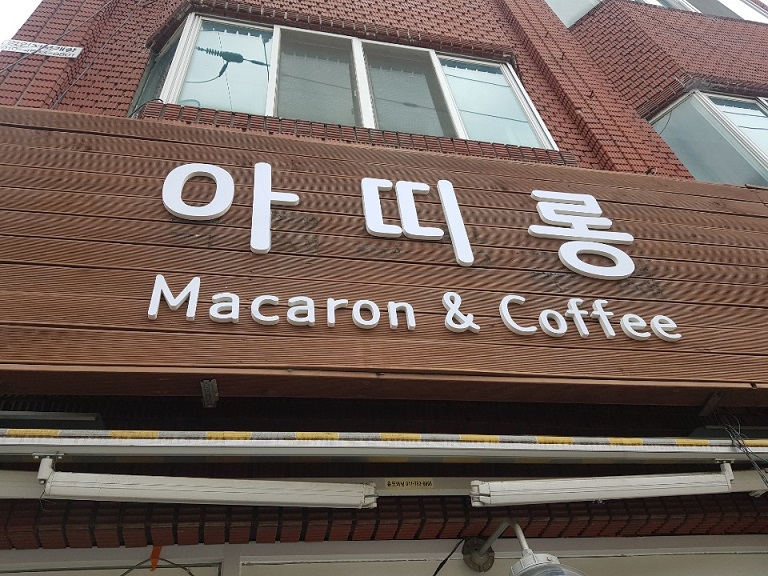 아띠롱
Macaron & Coffee